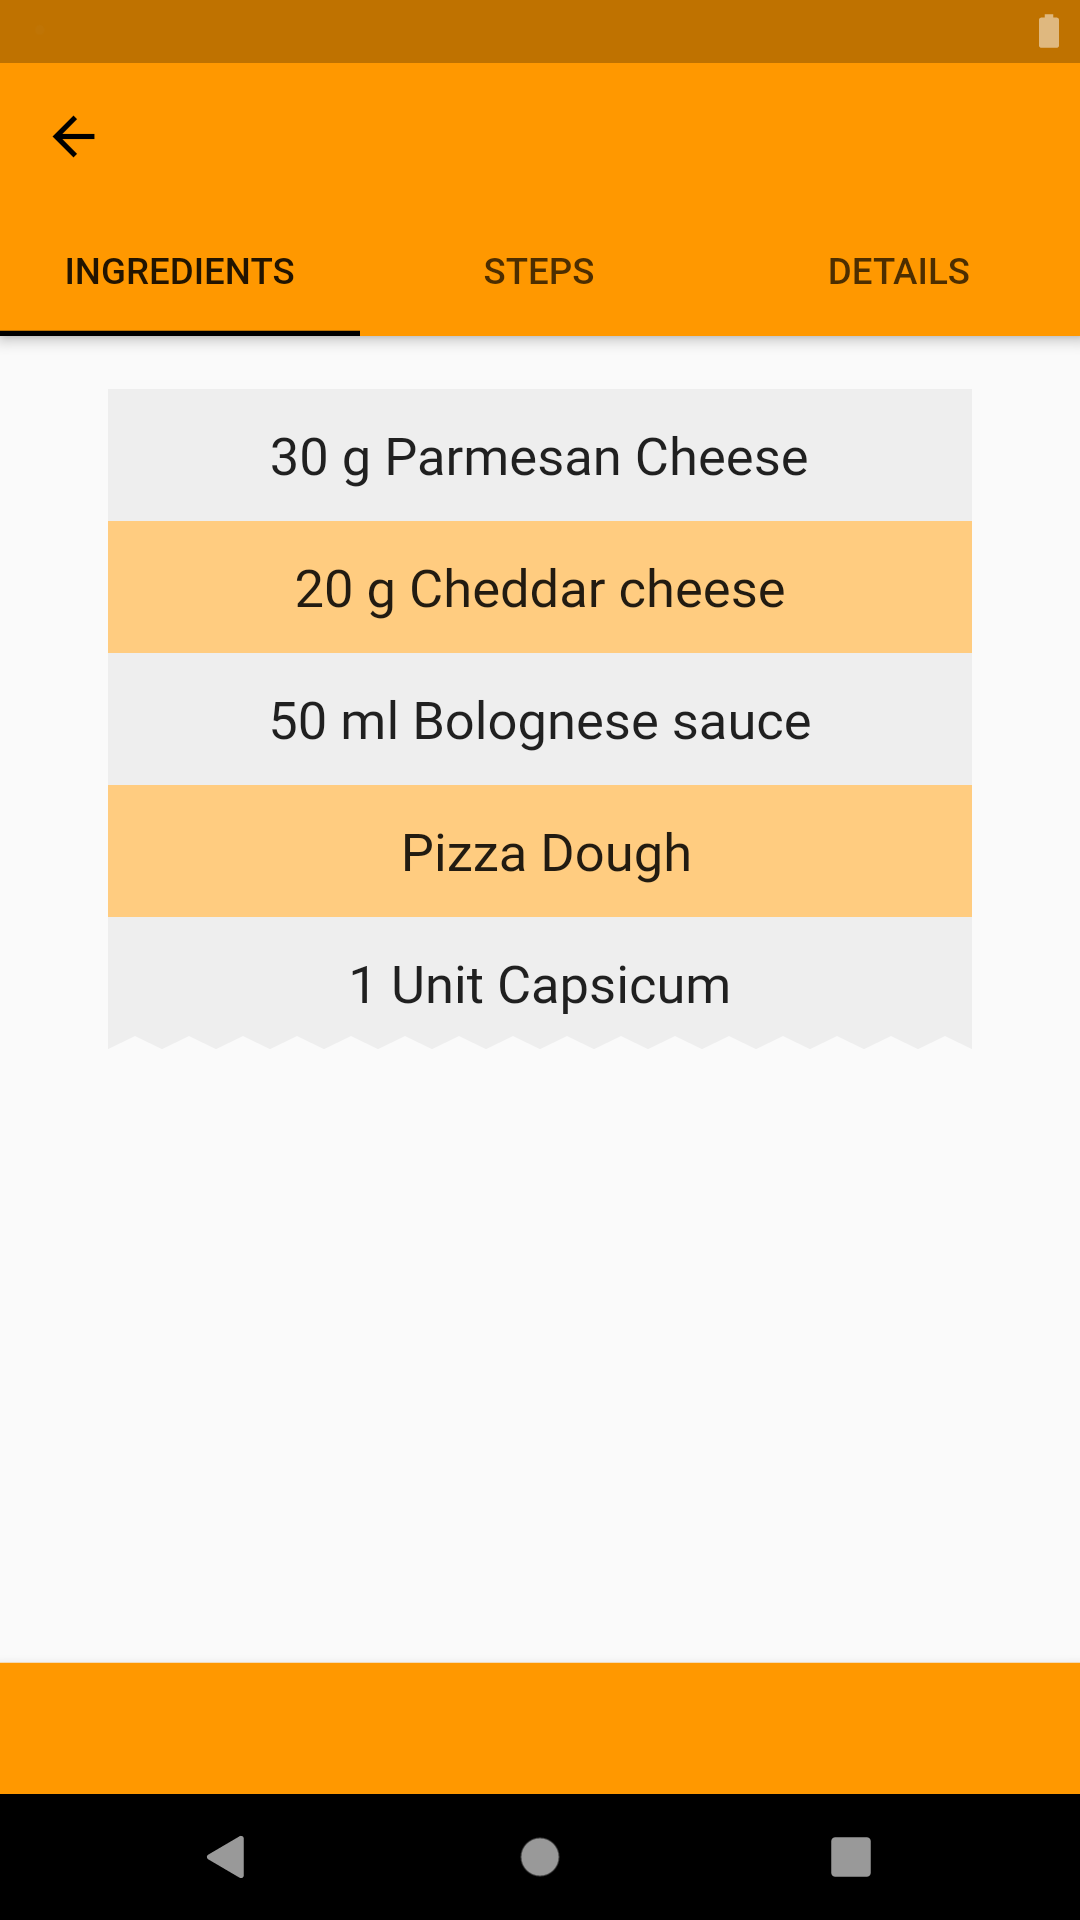 INGREDIENTS STEPS DETAILS
30 g Parmesan Cheese
20 g Cheddar cheese
50 ml Bolognese sauce
Pizza Dough
1 Unit Capsicum